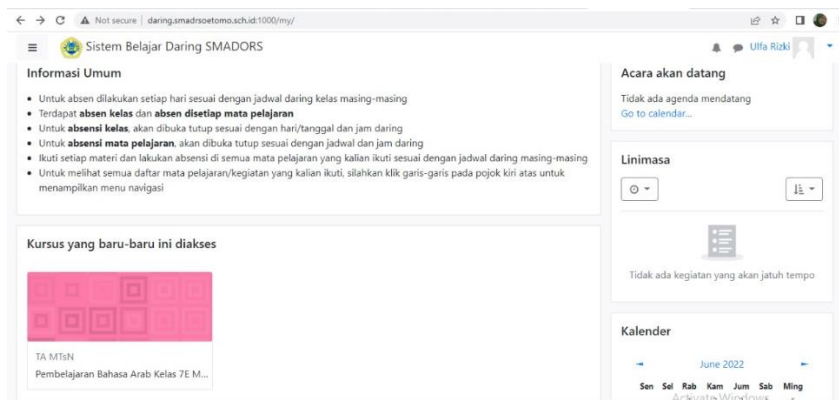 Not secure | daring.smadrsoetomo.sch.id:1000/my/
Sistem Belajar Daring SMADORS
Ulfa Rizki
Informasi Umum
Untuk absen dilakukan setiap hari sesuai dengan jadwal daring kelas masing-masing
Terdapat absen kelas dan absen disetiap mata pelajaran
Untuk absensi kelas, akan dibuka tutup sesuai dengan hari/tanggal dan jam daring
Untuk absensi mata pelajaran, akan dibuka tutup sesuai dengan jadwal dan jam daring
Ikuti setiap materi dan lakukan absensi di semua mata pelajaran yang kalian ikuti sesuai dengan jadwal daring masing-masing
Untuk melihat semua daftar mata pelajaran/kegiatan yang kalian ikuti, silahkan klik garis-garis pada pojok kiri atas untuk
menampilkan menu navigasi
Kursus yang baru-baru ini diakses
TA MTsN
Pembelajaran Bahasa Arab Kelas 7E M...
Acara akan datang
Tidak ada agenda mendatang
Go to calendar...
Linimasa
Tidak ada kegiatan yang akan jatuh tempo
Kalender
June 2022
Sen Sel Rab Kam Jum Sab Ming
Activate Windows